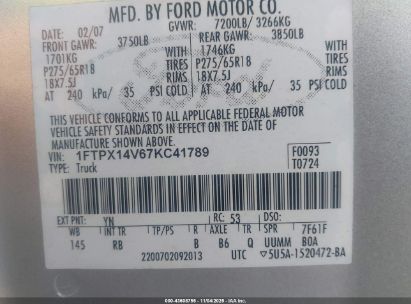 MFD. BY FORD MOTOR CO.
DATE: 02/07 GVWR: 7200LB/ 3266KG
FRONT GAWR: 3750LB REAR GAWR: 3850LB
1701KG 1746KG
P275/65R18 TIRES P275/65R18 TIRES
18X7.5J RIMS 18X7.5J RIMS
AT 240 kPa/ 35 PSI COLD AT 240 kPa/ 35 PSI COLD
THIS VEHICLE CONFORMS TO ALL APPLICABLE FEDERAL MOTOR
VEHICLE SAFETY STANDARDS IN EFFECT ON THE DATE OF
MANUFACTURE SHOWN ABOVE.
VIN: 1FTPX14V67KC41789 F0093
TYPE: Truck T0724
EXT PNT: YN RC: 53 DSO:
WB INT TR TP/PS R AXLE TR SPR 7F61F
145 RB B B6 Q UUMM BOA
2200702092013 UTC 5U5A-1520472-BA